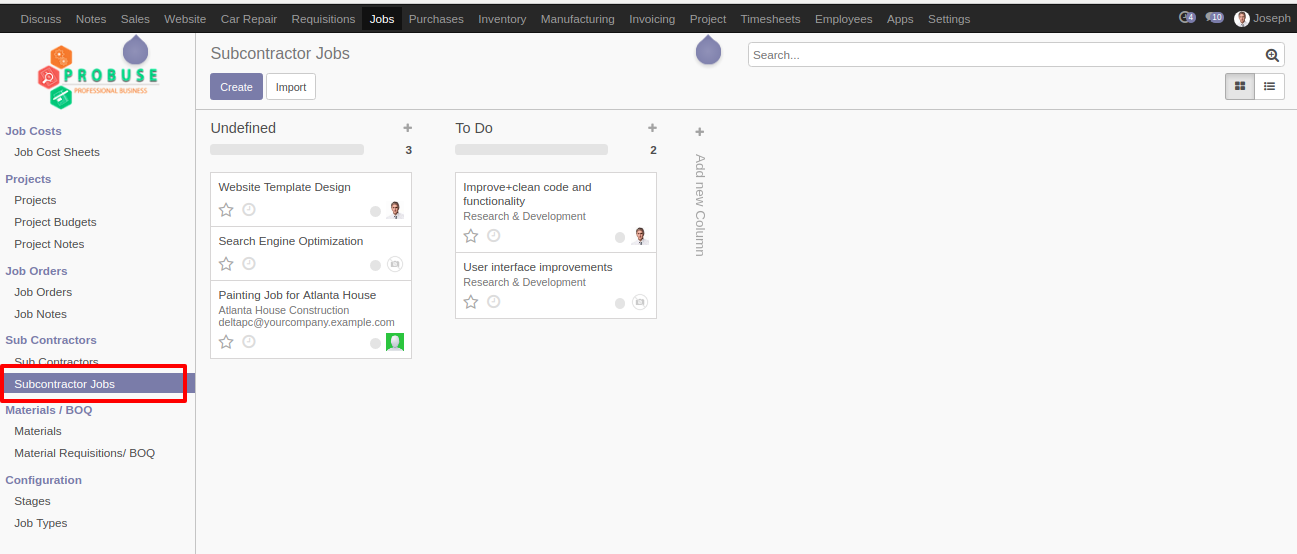 Discuss Notes Sales Website Car Repair Requisitions Jobs Purchases Inventory Manufacturing Invoicing Project Timesheets Employees Apps Settings 4 10 Joseph
PROBUSE
PROFESSIONAL BUSINESS
Job Costs
Job Cost Sheets
Projects
Projects
Project Budgets
Project Notes
Job Orders
Job Orders
Job Notes
Sub Contractors
Sub Contractors
Subcontractor Jobs
Materials / BOQ
Materials
Material Requisitions/ BOQ
Configuration
Stages
Job Types
Subcontractor Jobs
Search...
Create Import
Undefined +
3
Website Template Design
Search Engine Optimization
Painting Job for Atlanta House
Atlanta House Construction
deltapc@yourcompany.example.com
To Do +
2
Improve+clean code and
functionality
Research & Development
User interface improvements
Research & Development
+
Add new Column